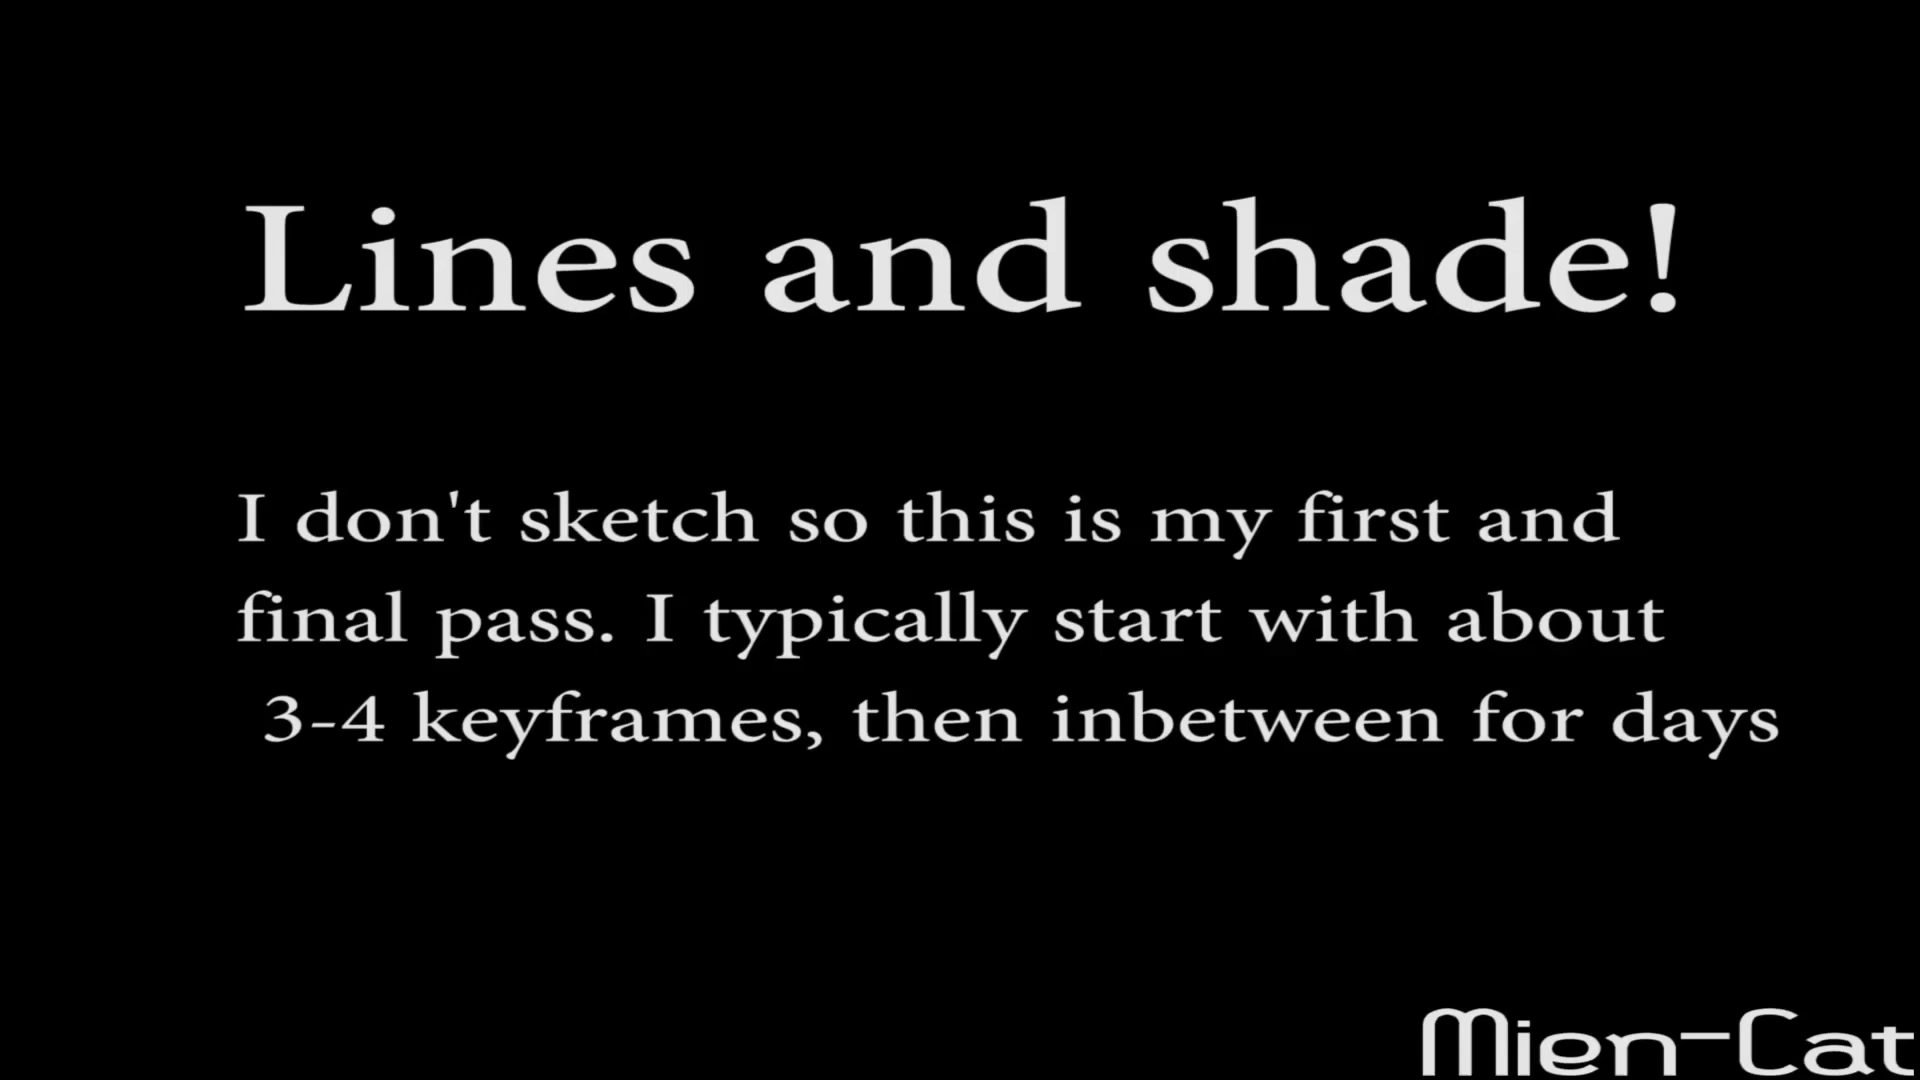 Lines and shade!
I don't sketch so this is my first and
final pass. I typically start with about
3-4 keyframes, then inbetween for days
Mien-Cat